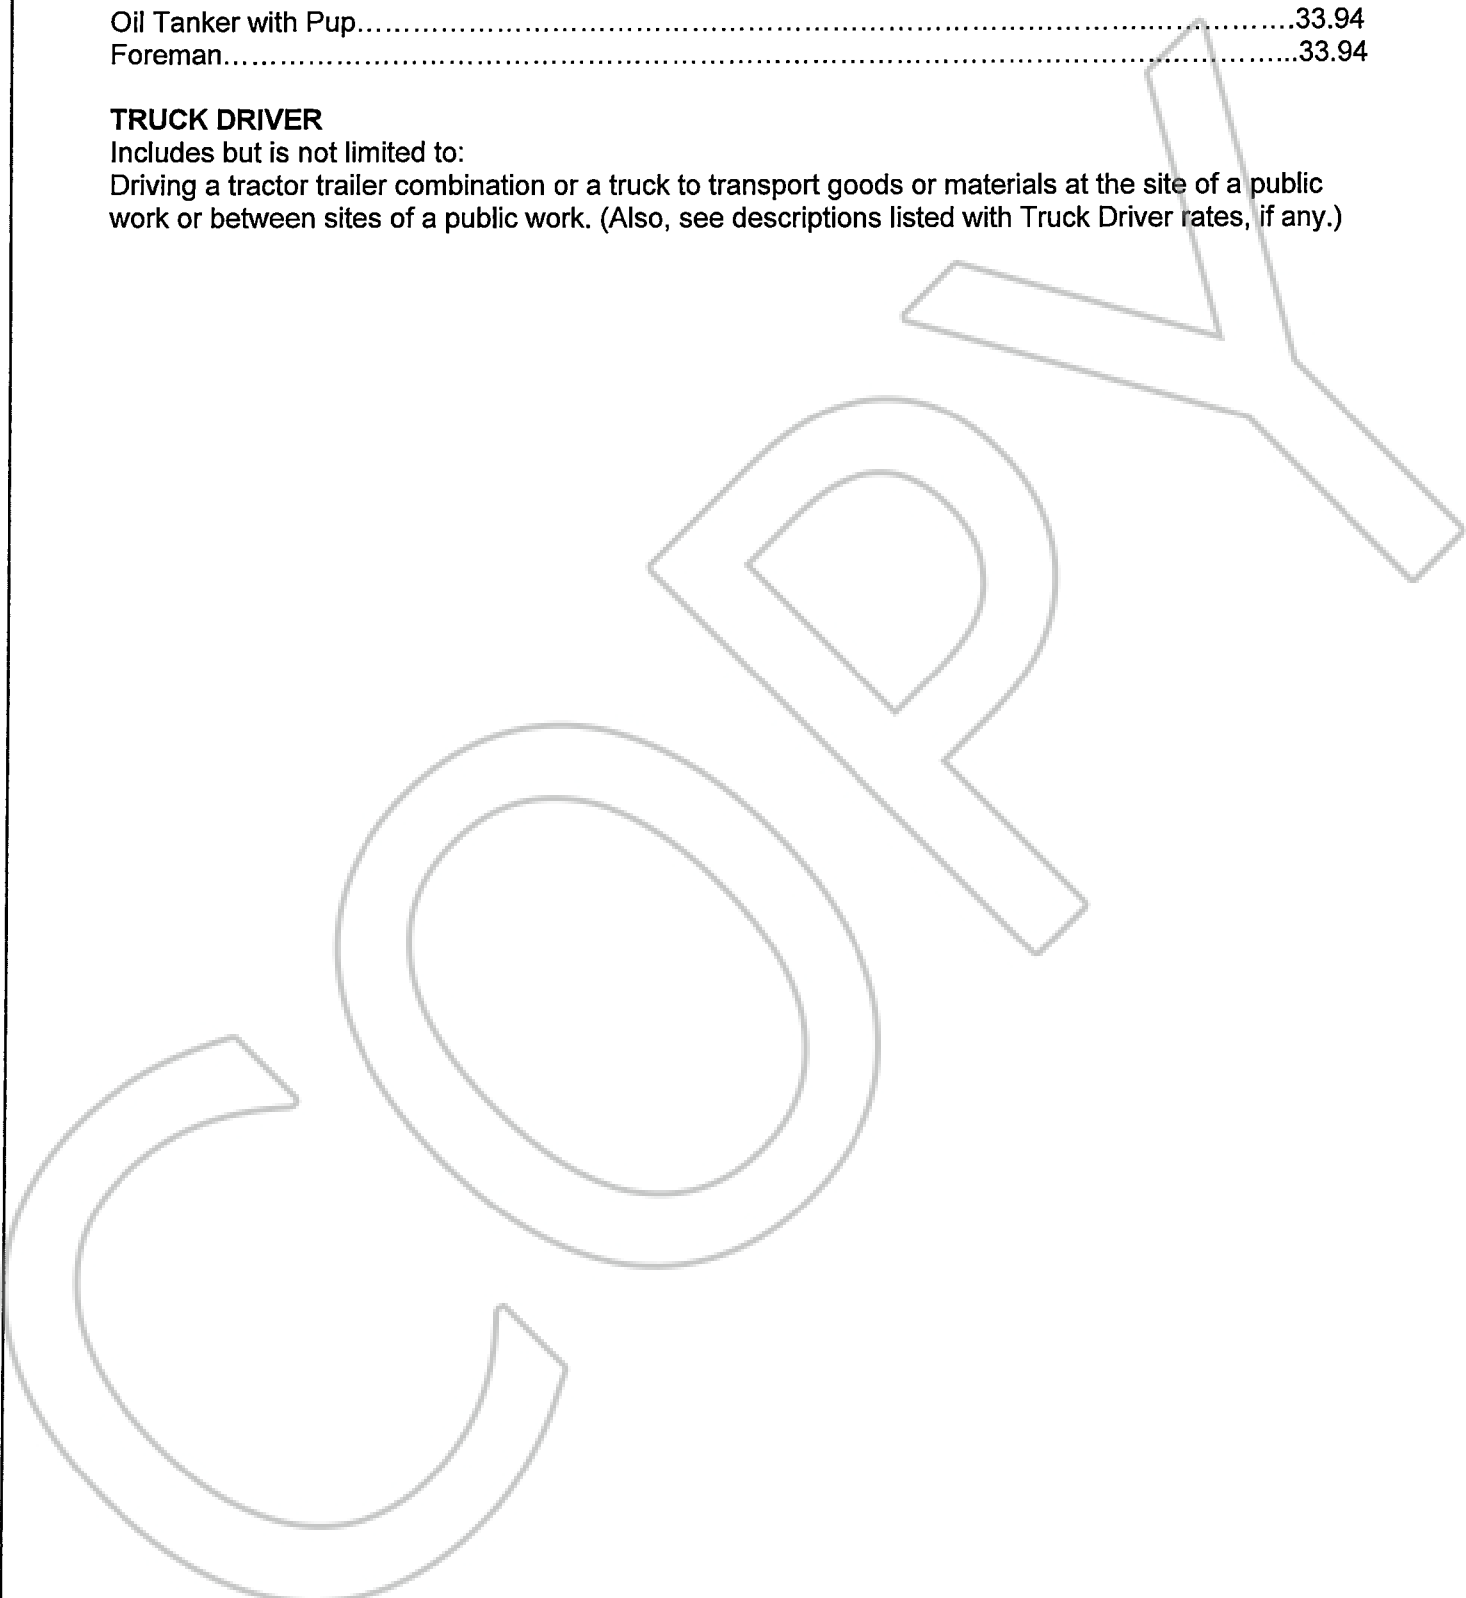 Oil Tanker with Pup.......................................................................................................33.94
Foreman.....................................................................................................................33.94
TRUCK DRIVER
Includes but is not limited to:
Driving a tractor trailer combination or a truck to transport goods or materials at the site of a public
work or between sites of a public work. (Also, see descriptions listed with Truck Driver rates, if any.)
COPY